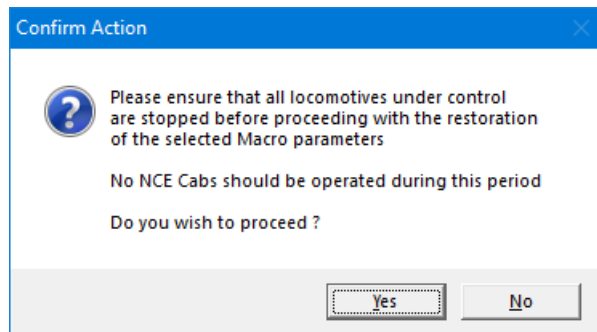 Confirm Action
?
Please ensure that all locomotives under control
are stopped before proceeding with the restoration
of the selected Macro parameters
No NCE Cabs should be operated during this period
Do you wish to proceed ?
Yes
No